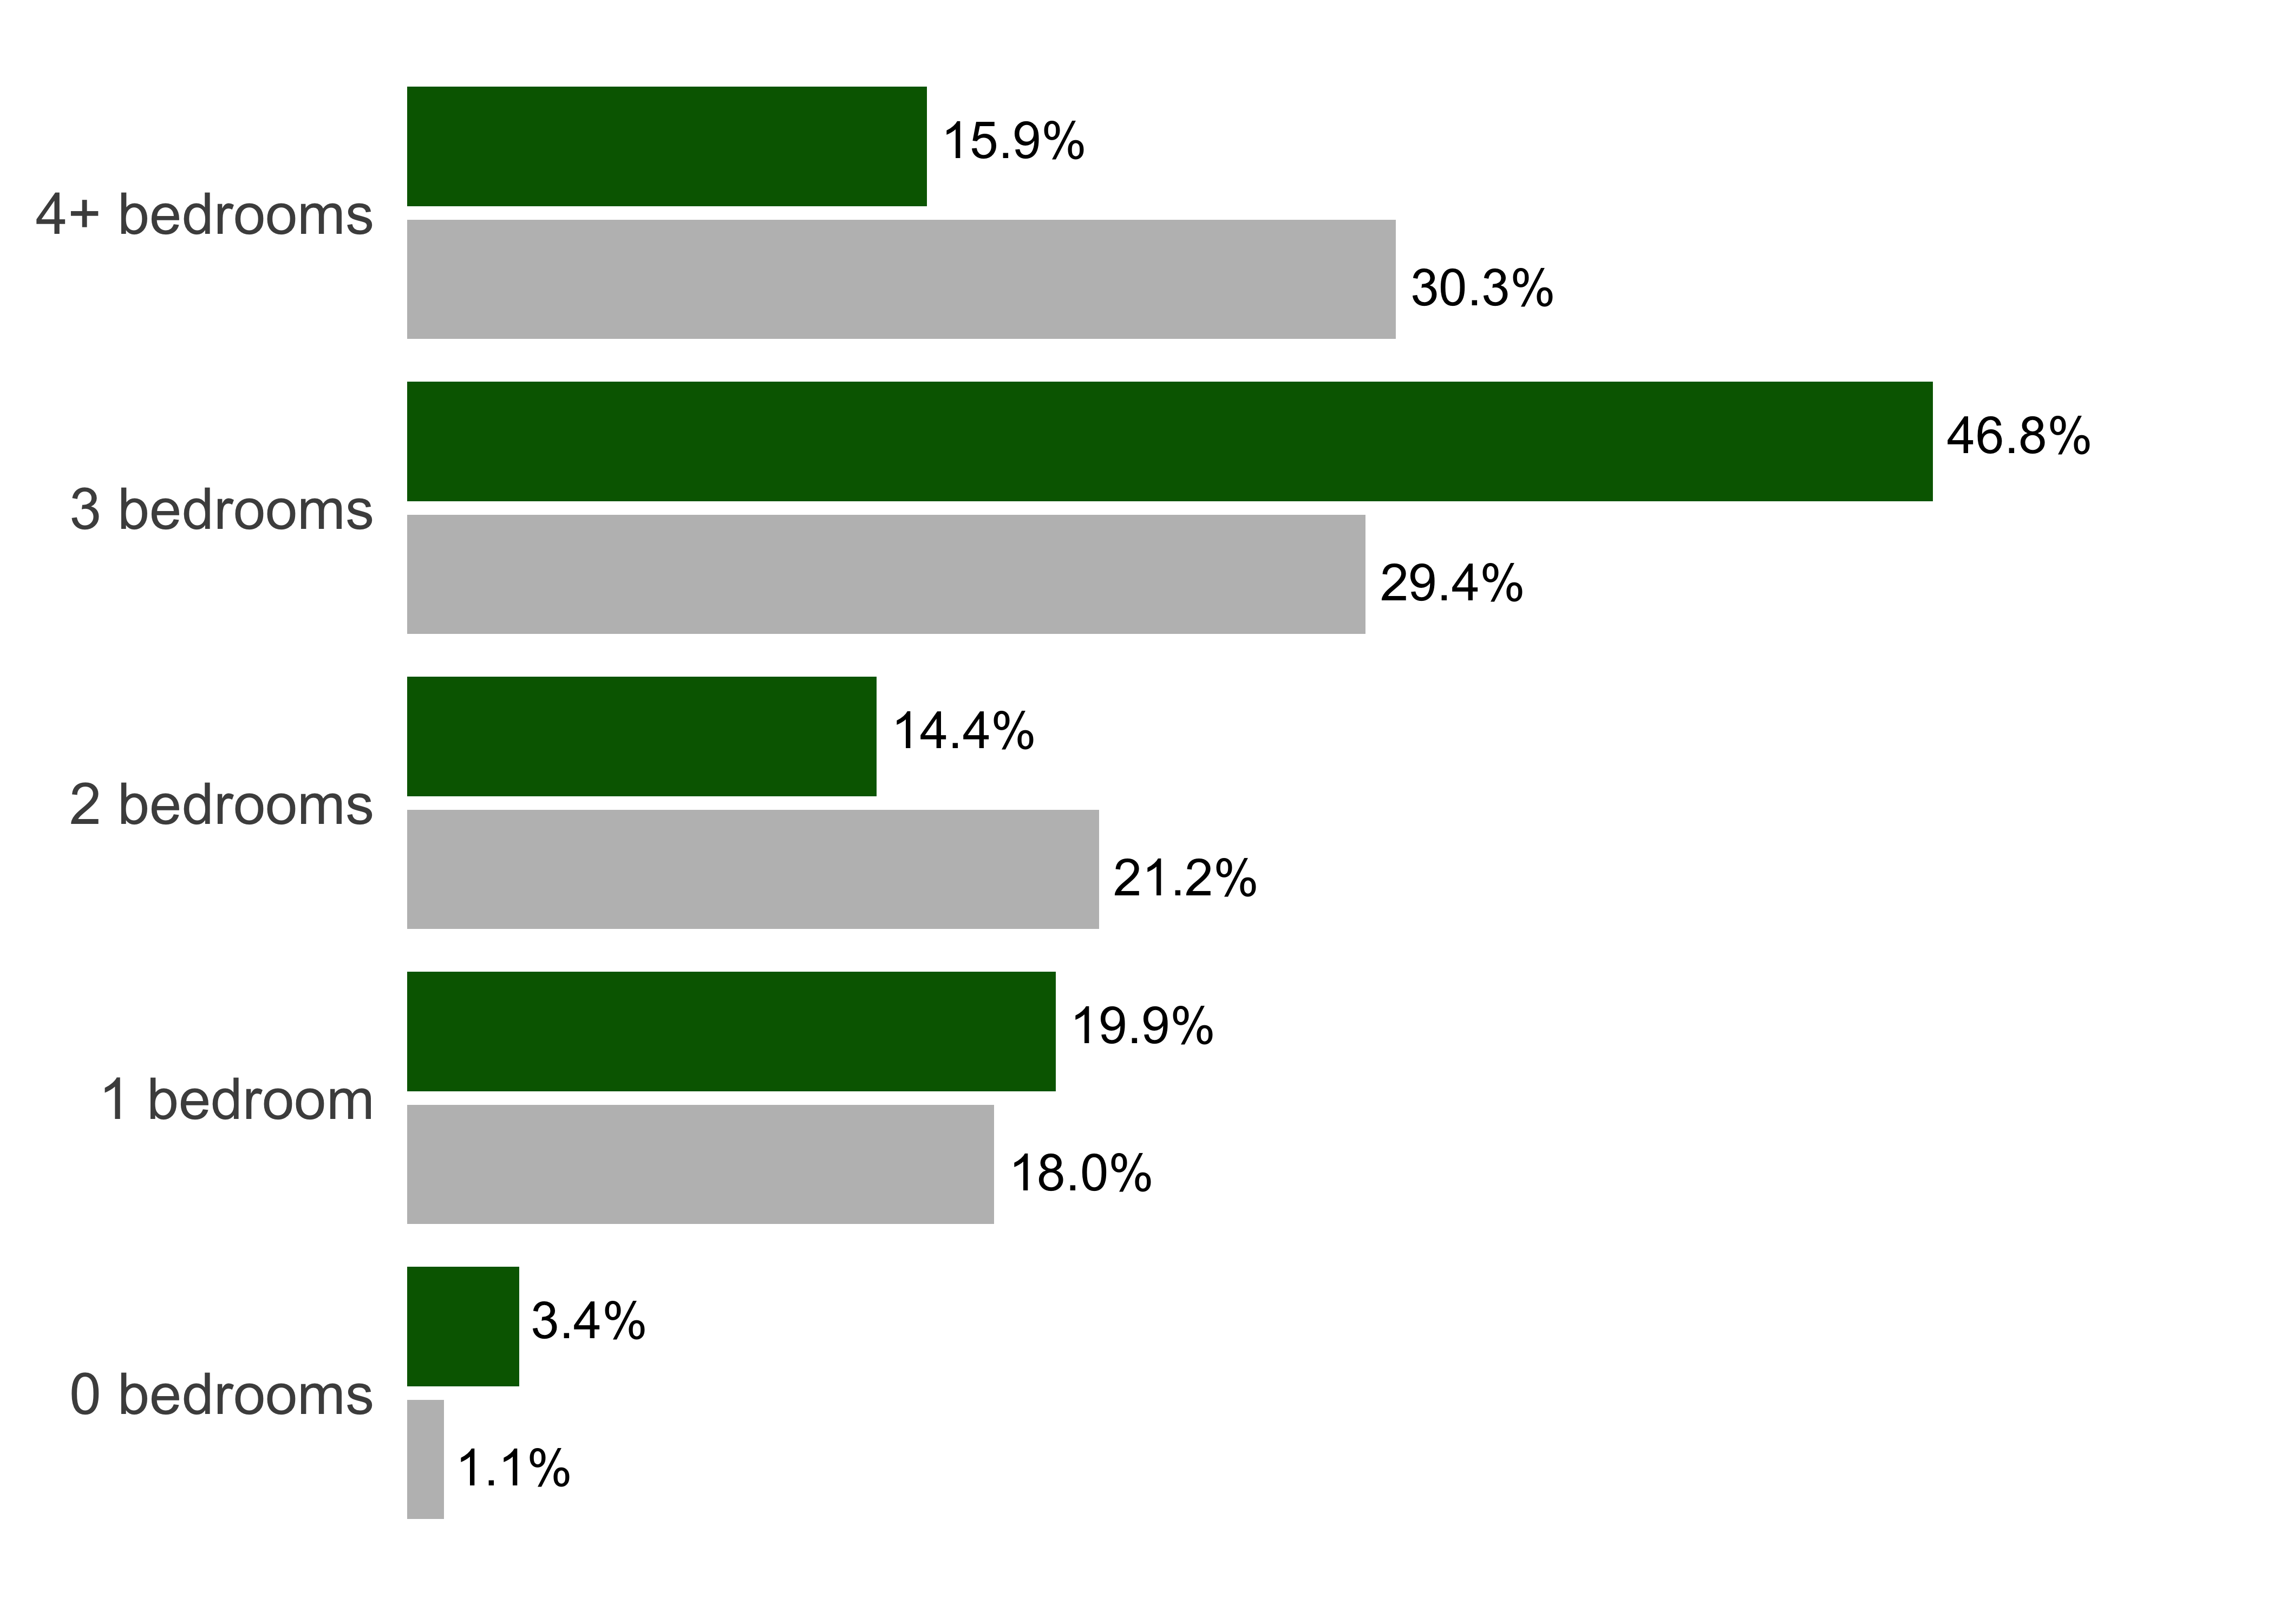 15.9%
4+ bedrooms
30.3%
46.8%
3 bedrooms
29.4%
14.4%
2 bedrooms
21.2%
19.9%
1 bedroom
18.0%
3.4%
0 bedrooms
1.1%